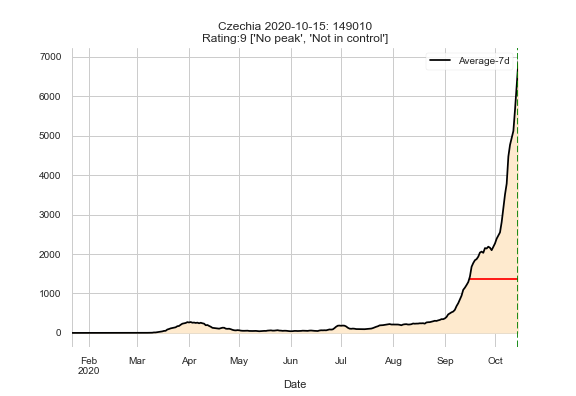 Czechia 2020-10-15: 149010
Rating:9 ['No peak', 'Not in control']
Average-7d
7000
6000
5000
4000
3000
2000
1000
0
Feb Mar Apr May Jun Jul Aug Sep Oct
2020
Date